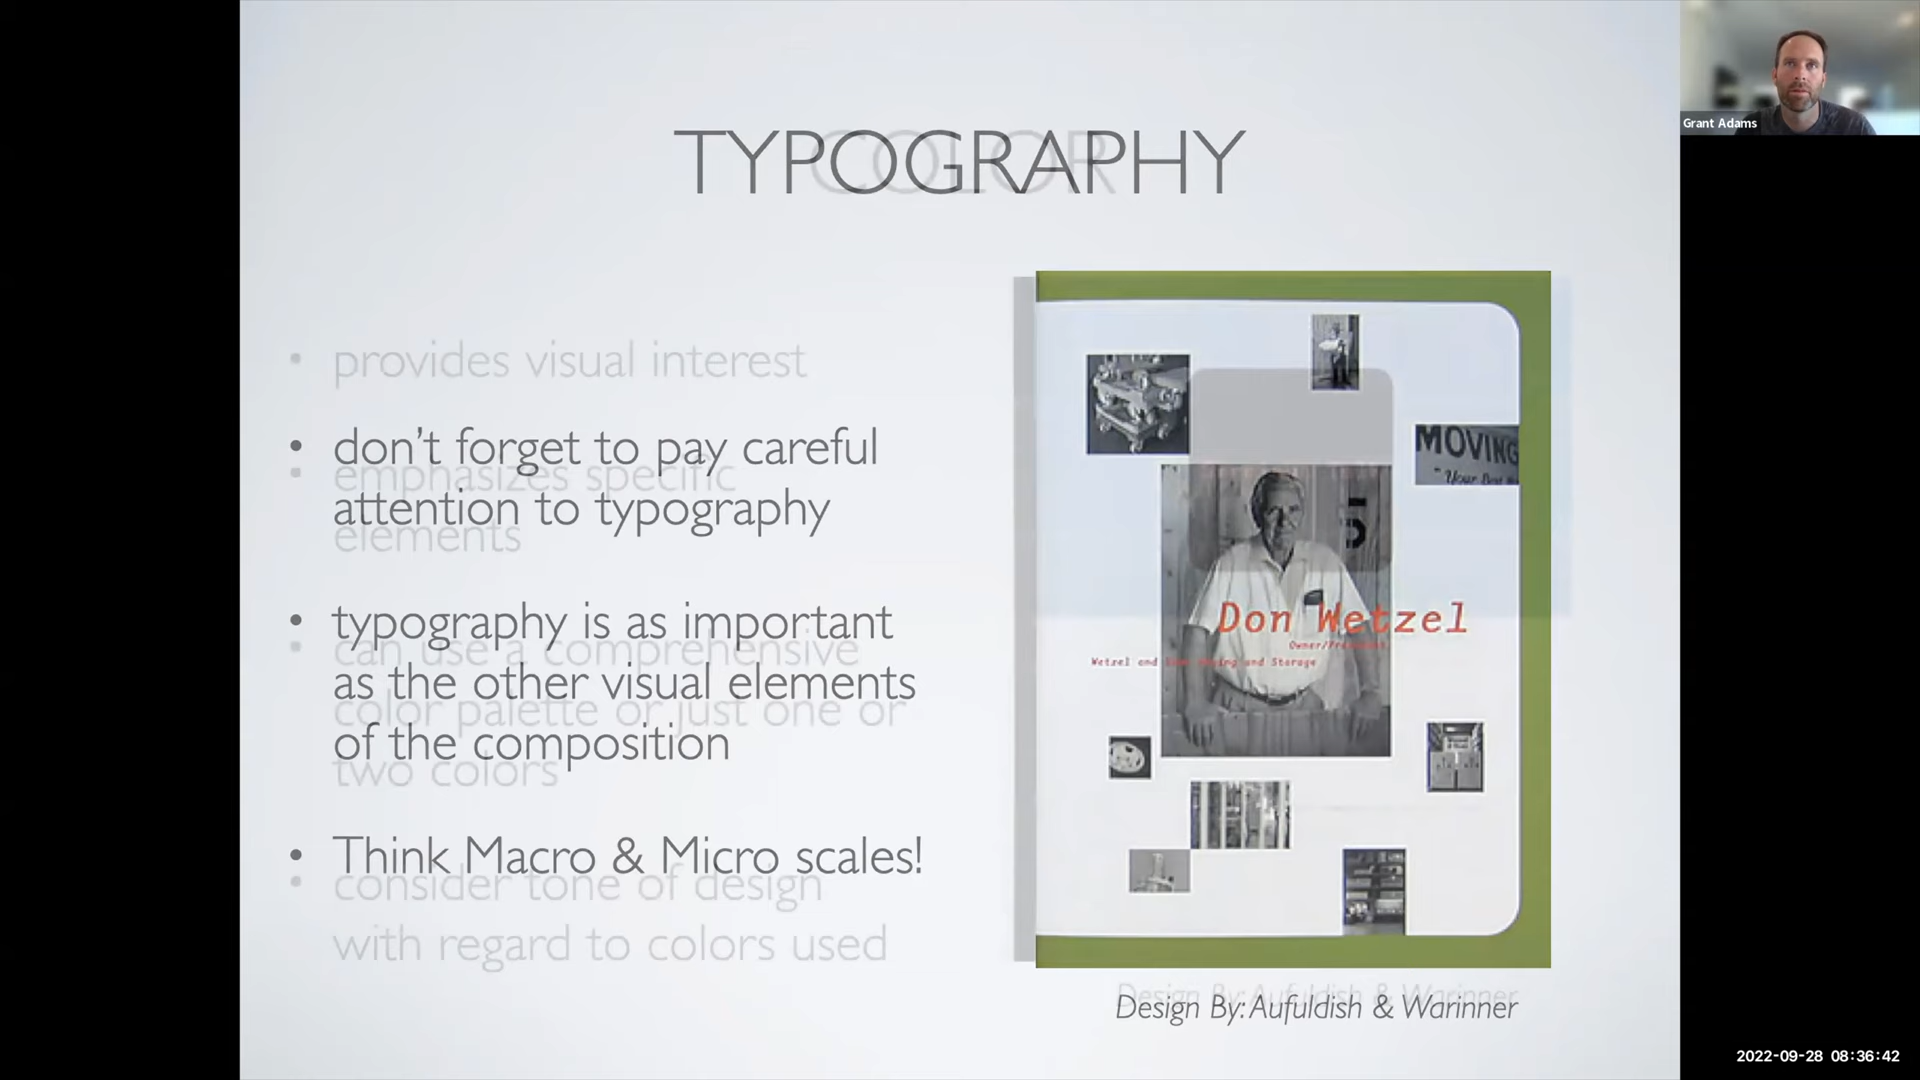 TYPOGRAPHY
COLOR
• provides visual interest
• don't forget to pay careful
attention to typography
• emphasizes specific
elements
• typography is as important
as the other visual elements
of the composition
• can use a comprehensive
color palette or just one or
two colors
• Think Macro & Micro scales!
• consider tone of design
with regard to colors used
MOVING
"Your
5
Don Wetzel
Owner/President
Wetzel and Son Moving and Storage
Design By: Aufuldish & Warinner
Design By: Aufuldish & Warinner
Grant Adams
2022-09-28 08:36:42